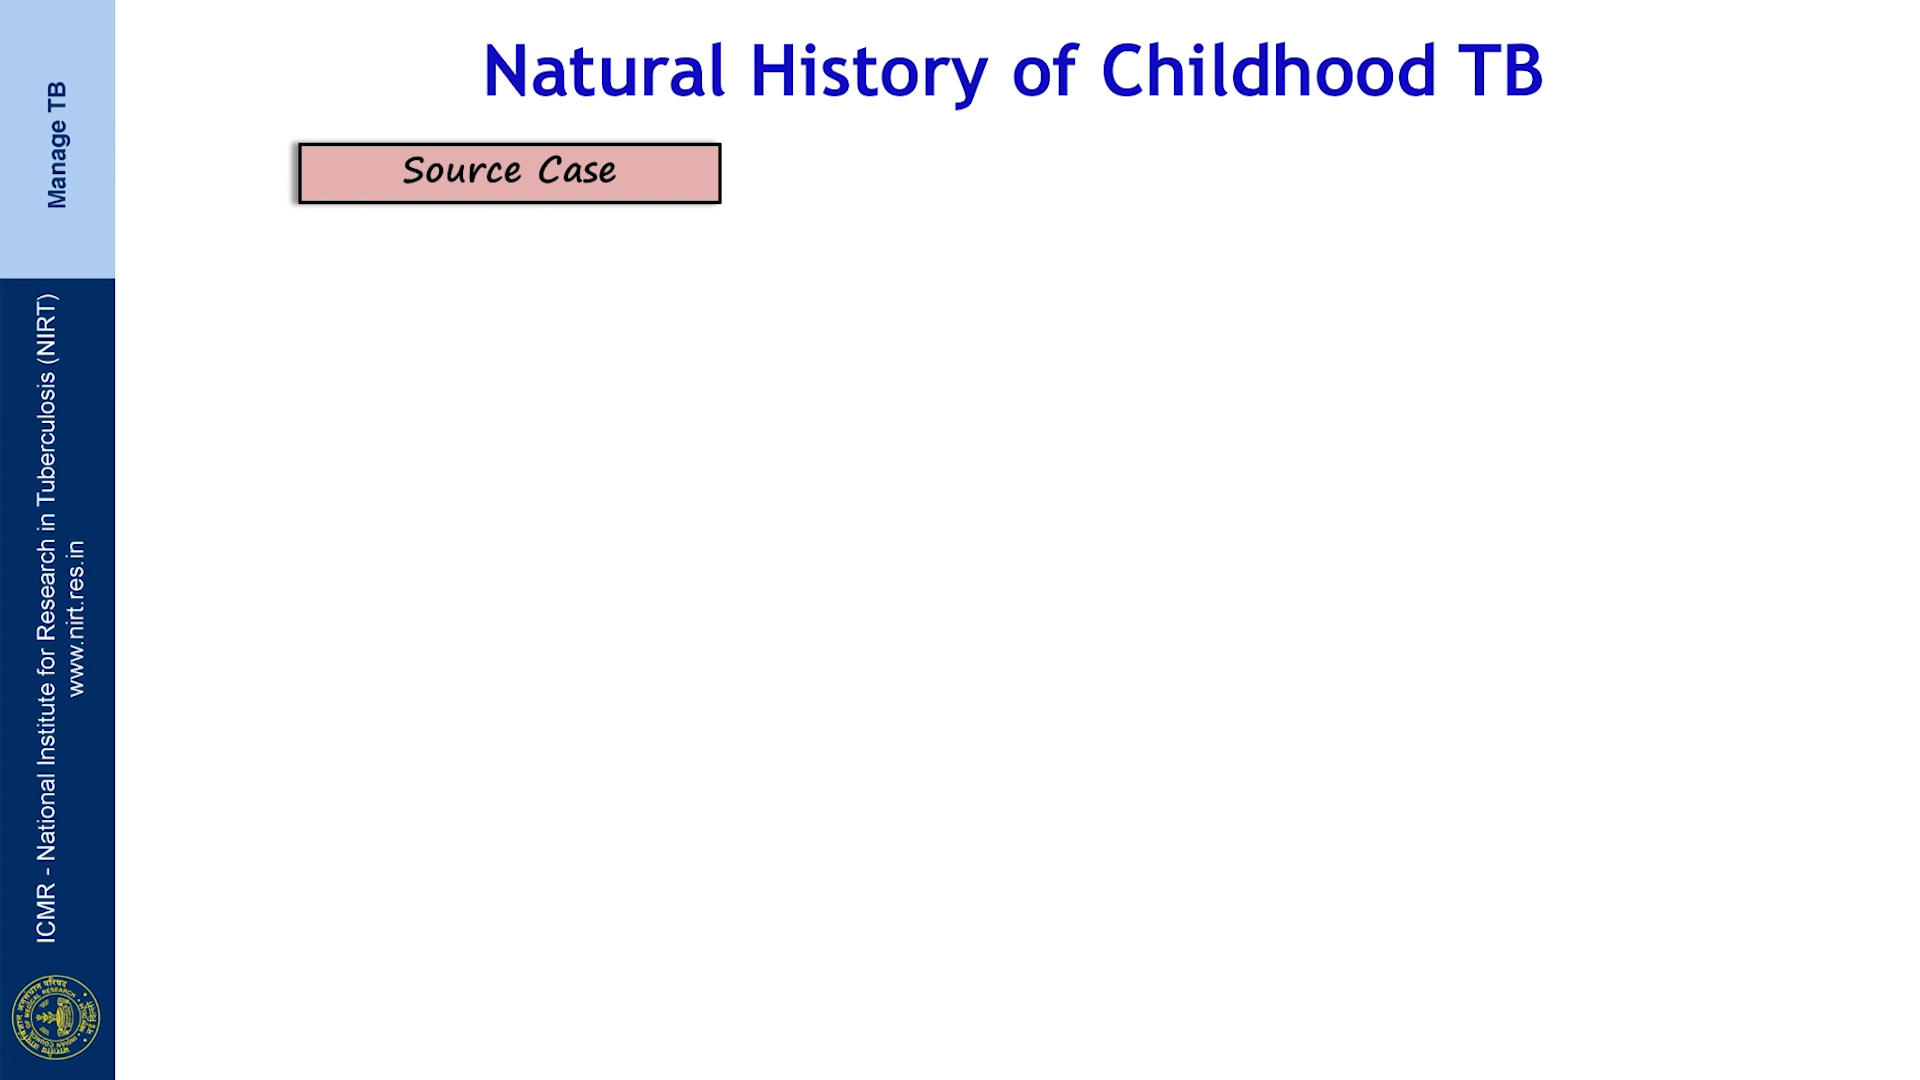 Natural History of Childhood TB
Source Case
Manage TB
ICMR - National Institute for Research in Tuberculosis (NIRT)
www.nirt.res.in